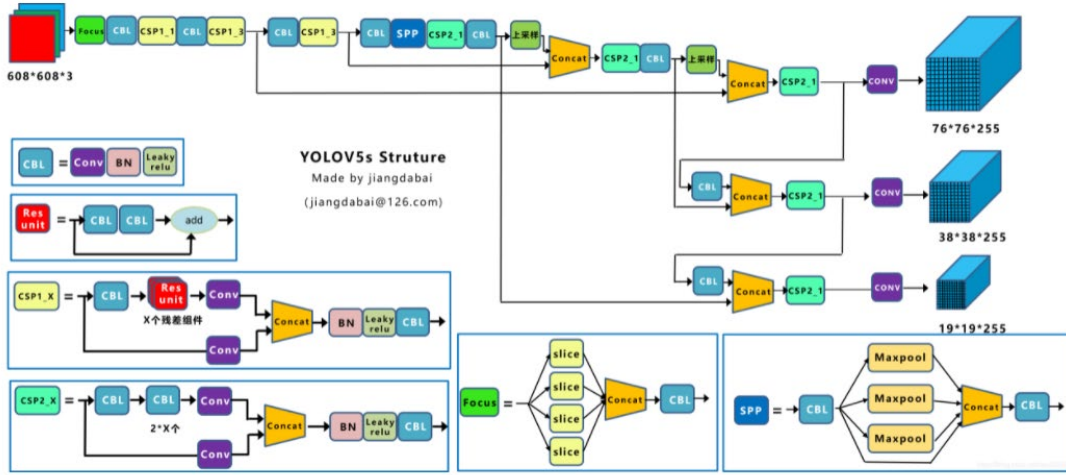 Focus CBL CSP1_1 CBL CSP1_3 CBL CSP1_3 CBL SPP CSP2_1 CBL 上采样
Concat CSP2_1 CBL 上采样
Concat CSP2_1 CONV
608*608*3
76*76*255
CBL = Conv BN Leaky relu
YOLOV5s Struture
Made by jiangdabai
(jiangdabai@126.com)
CBL Concat CSP2_1 CONV
38*38*255
Res unit = CBL CBL add
CBL Concat CSP2_1 CONV
19*19*255
CSP1_X = CBL Res unit Conv
X个残差组件
Concat BN Leaky relu CBL
Conv
CSP2_X = CBL CBL Conv
2*X个
Concat BN Leaky relu CBL
Conv
Focus = slice
slice
slice
slice
Concat CBL
SPP = CBL Maxpool
Maxpool
Maxpool
Concat CBL